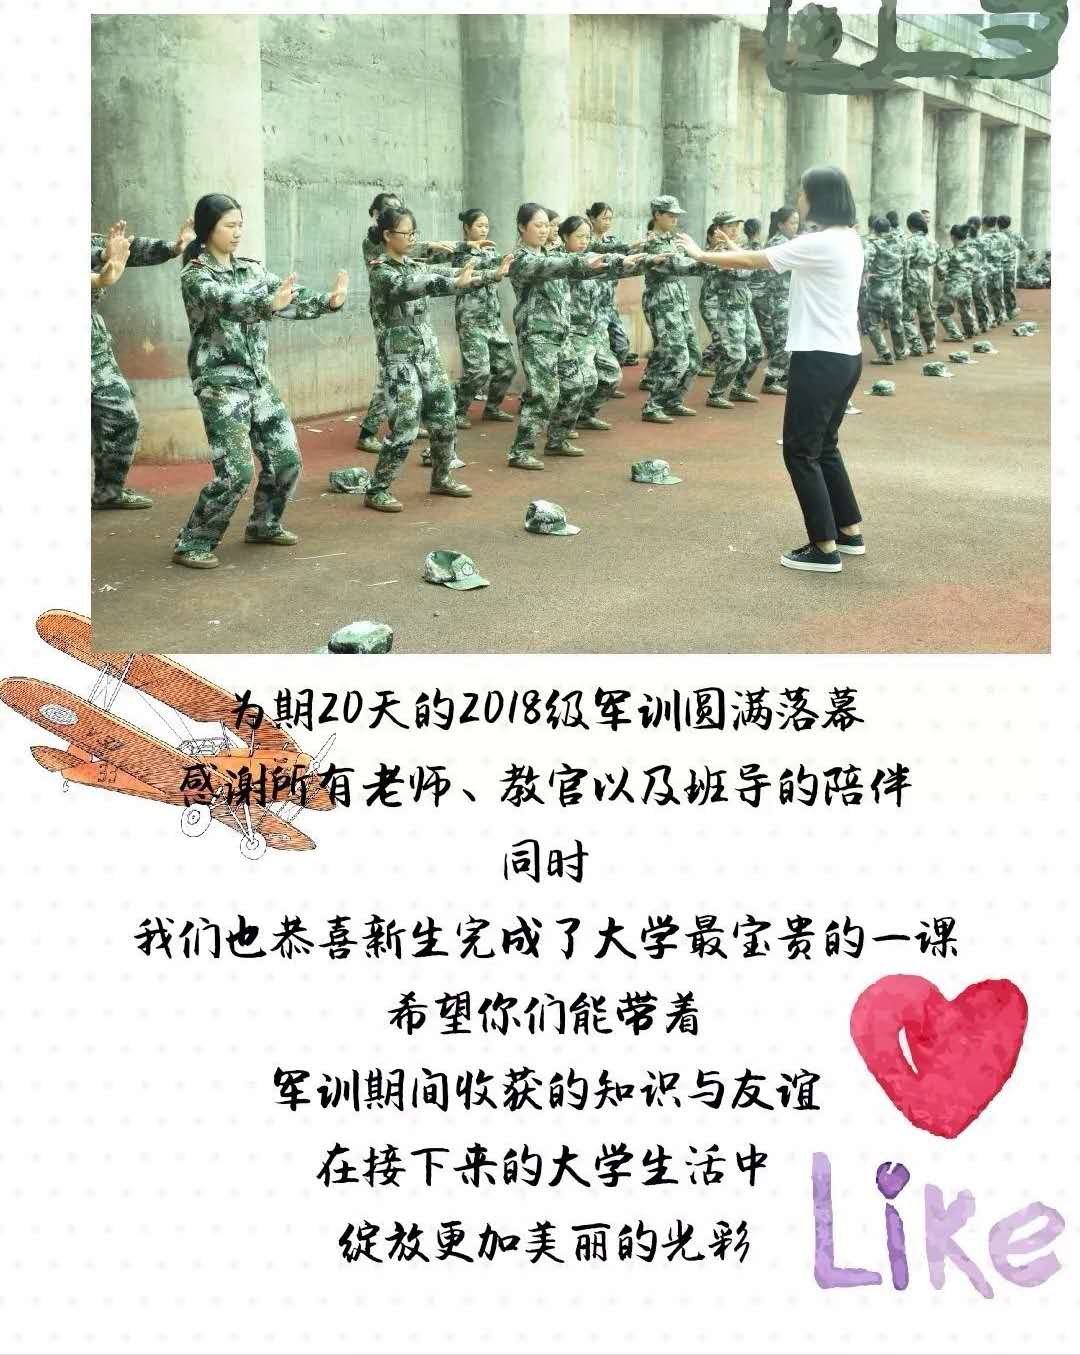 为期20天的2018级军训圆满落幕
感谢所有老师、教官以及班导的陪伴
同时
我们也恭喜新生完成了大学最宝贵的一课
希望你们能带着
军训期间收获的知识与友谊
在接下来的大学生活中
绽放更加美丽的光彩
Like